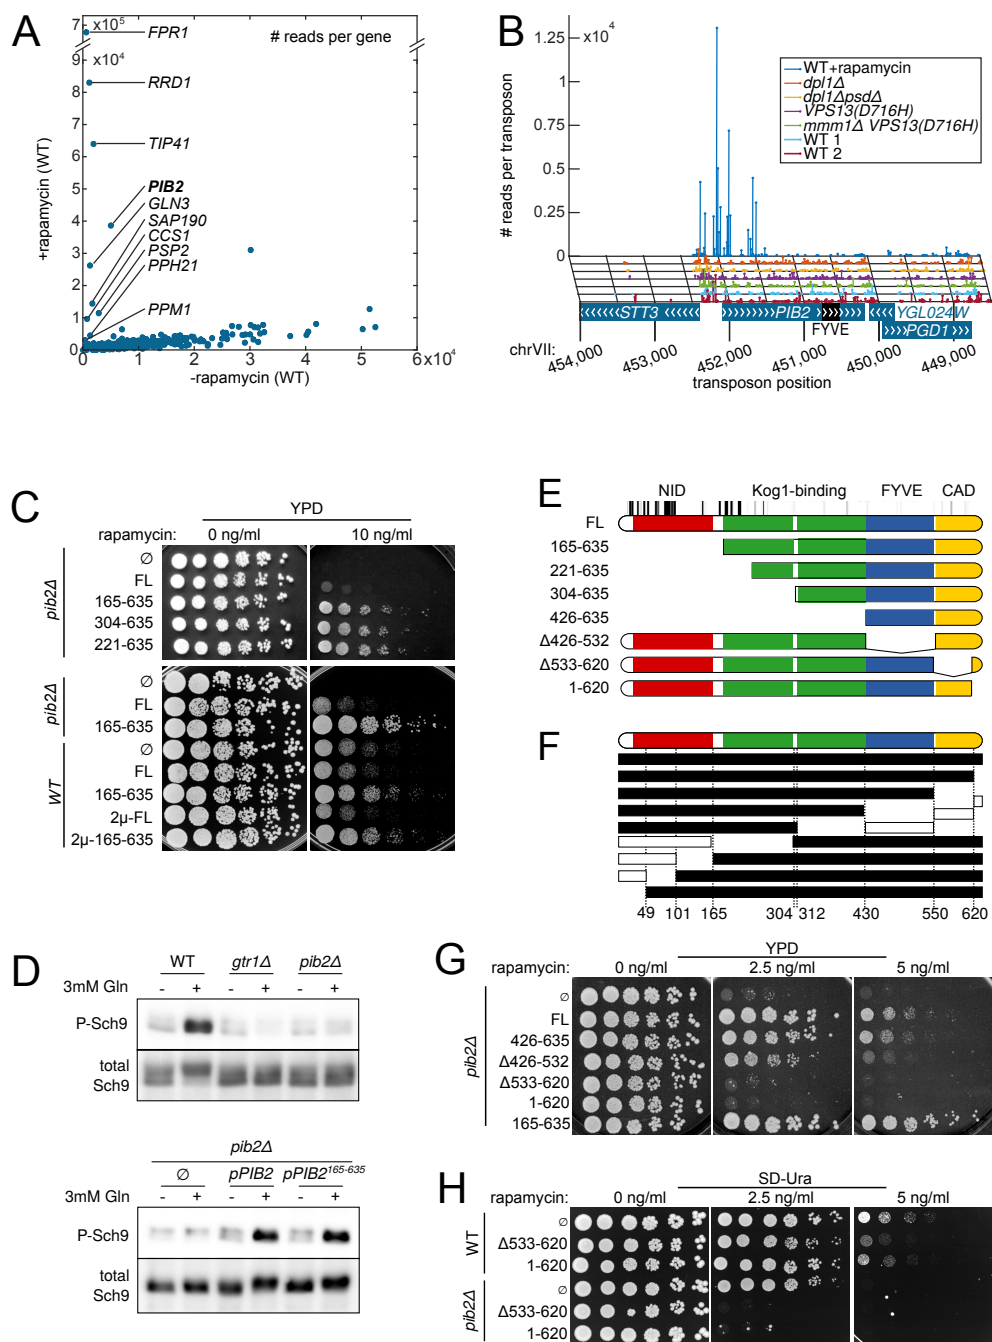 A
7 x10⁵
FPR1
# reads per gene
9 x10⁴
RRD1
8
7
TIP41
6
+rapamycin (WT)
5
PIB2
GLN3
4
SAP190
CCS1
3
PSP2
PPH21
2
1
PPM1
0
0 1 2 3 4 5 6x10⁴
-rapamycin (WT)
B
x10⁴
1.25
1
0.75
0.5
0.25
0
# reads per transposon
WT+rapamycin
dpl1Δ
dpl1ΔpsdΔ
VPS13(D716H)
mmm1Δ VPS13(D716H)
WT 1
WT 2
STT3 PIB2 YGL024W
FYVE PGD1
chrVII:
454,000 453,000 452,000 451,000 450,000 449,000
transposon position
C
YPD
rapamycin: 0 ng/ml 10 ng/ml
pib2Δ
∅
FL
165-635
304-635
221-635
pib2Δ
∅
FL
165-635
WT
∅
FL
165-635
2µ-FL
2µ-165-635
D
WT gtr1Δ pib2Δ
3mM Gln - + - + - +
P-Sch9
total
Sch9
pib2Δ
∅ pPIB2 pPIB2¹⁶⁵⁻⁶³⁵
3mM Gln - + - + - +
P-Sch9
total
Sch9
E
NID Kog1-binding FYVE CAD
FL
165-635
221-635
304-635
426-635
Δ426-532
Δ533-620
1-620
F
49 101 165 304 312 430 550 620
G
YPD
rapamycin: 0 ng/ml 2.5 ng/ml 5 ng/ml
pib2Δ
∅
FL
426-635
Δ426-532
Δ533-620
1-620
165-635
H
SD-Ura
rapamycin: 0 ng/ml 2.5 ng/ml 5 ng/ml
WT
∅
Δ533-620
1-620
pib2Δ
∅
Δ533-620
1-620